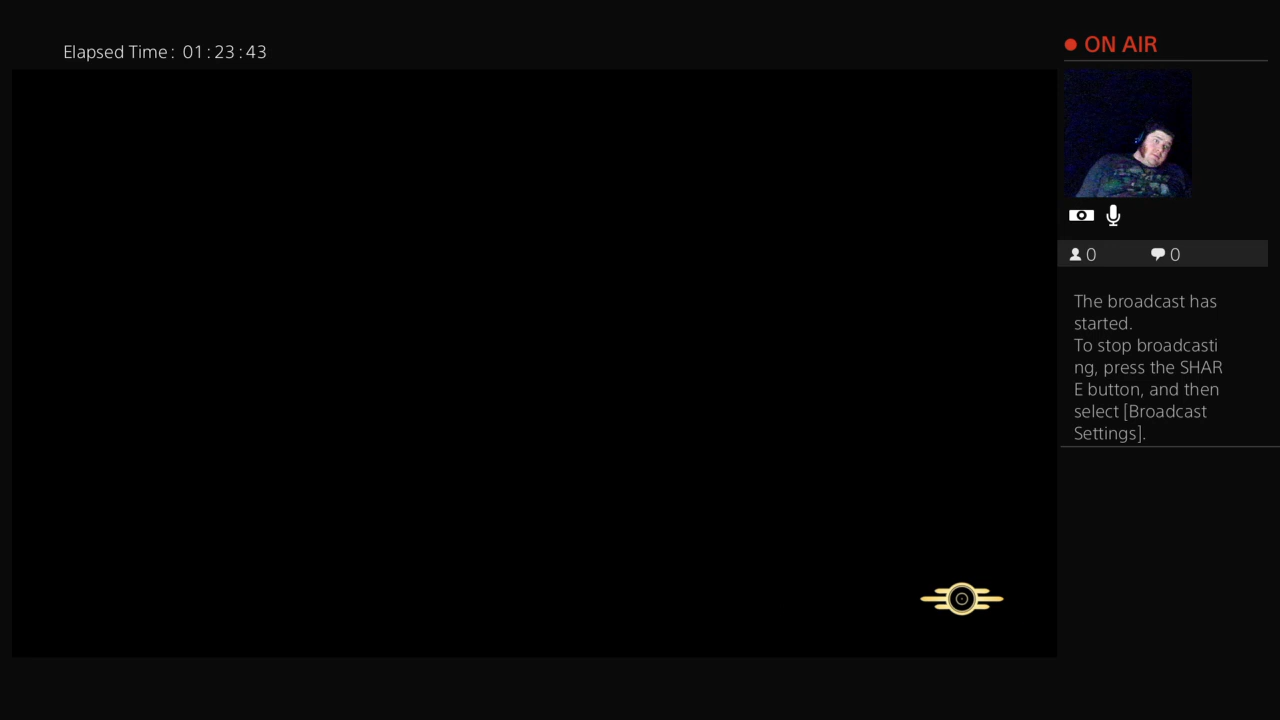 Elapsed Time: 01:23:43
ON AIR
0 0
The broadcast has
started.
To stop broadcasti
ng, press the SHAR
E button, and then
select [Broadcast
Settings].